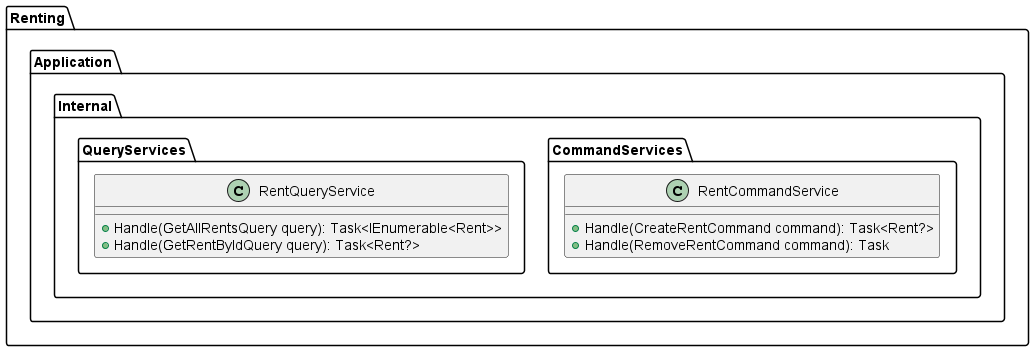 Renting
Application
Internal
QueryServices
C RentQueryService
Handle(GetAllRentsQuery query): Task<IEnumerable<Rent>>
Handle(GetRentByIdQuery query): Task<Rent?>
CommandServices
C RentCommandService
Handle(CreateRentCommand command): Task<Rent?>
Handle(RemoveRentCommand command): Task